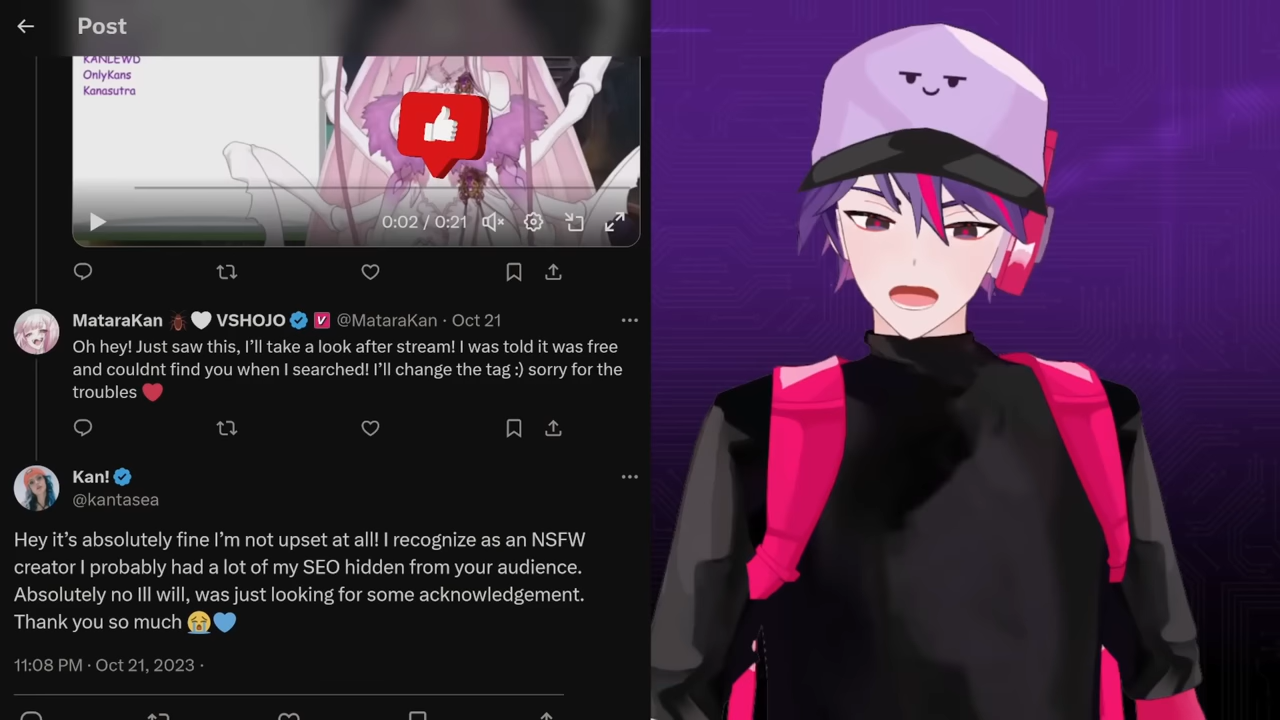 Post
KANLEWD
OnlyKans
Kanasutra
0:02 / 0:21
MataraKan 🪳🤍 VSHOJO V @MataraKan · Oct 21
Oh hey! Just saw this, I’ll take a look after stream! I was told it was free
and couldnt find you when I searched! I’ll change the tag :) sorry for the
troubles ❤️
Kan!
@kantasea
Hey it’s absolutely fine I’m not upset at all! I recognize as an NSFW
creator I probably had a lot of my SEO hidden from your audience.
Absolutely no Ill will, was just looking for some acknowledgement.
Thank you so much 😭💙
11:08 PM · Oct 21, 2023 ·